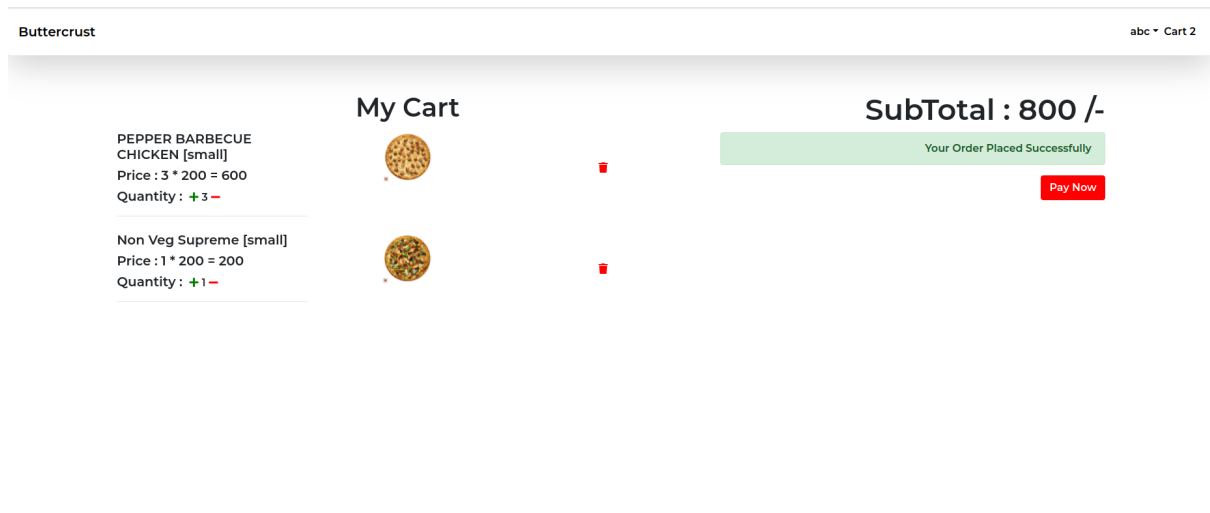 Buttercrust
abc Cart 2
My Cart
PEPPER BARBECUE
CHICKEN [small]
Price : 3 * 200 = 600
Quantity : + 3 −
Non Veg Supreme [small]
Price : 1 * 200 = 200
Quantity : + 1 −
SubTotal : 800 /-
Your Order Placed Successfully
Pay Now